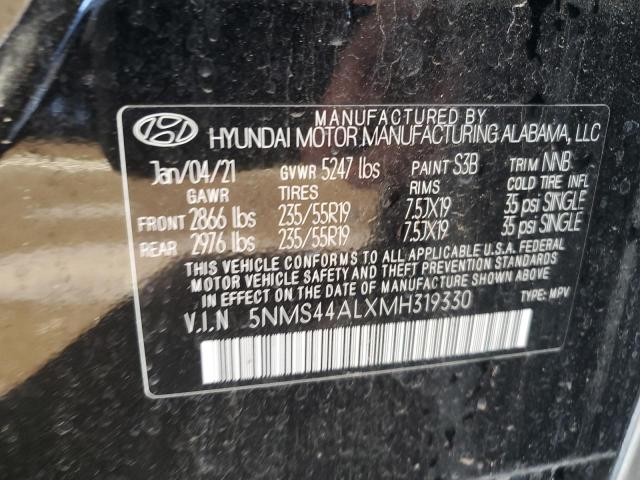 MANUFACTURED BY
HYUNDAI MOTOR MANUFACTURING ALABAMA, LLC
Jan/04/21 GVWR 5247 lbs PAINT S3B TRIM NNB
GAWR TIRES RIMS COLD TIRE INFL
FRONT 2866 lbs 235/55R19 7.5JX19 35 psi SINGLE
REAR 2976 lbs 235/55R19 7.5JX19 35 psi SINGLE
THIS VEHICLE CONFORMS TO ALL APPLICABLE U.S.A. FEDERAL
MOTOR VEHICLE SAFETY AND THEFT PREVENTION STANDARDS
IN EFFECT ON THE DATE OF MANUFACTURE SHOWN ABOVE.
V.I.N 5NMS44ALXMH319330 TYPE: MPV